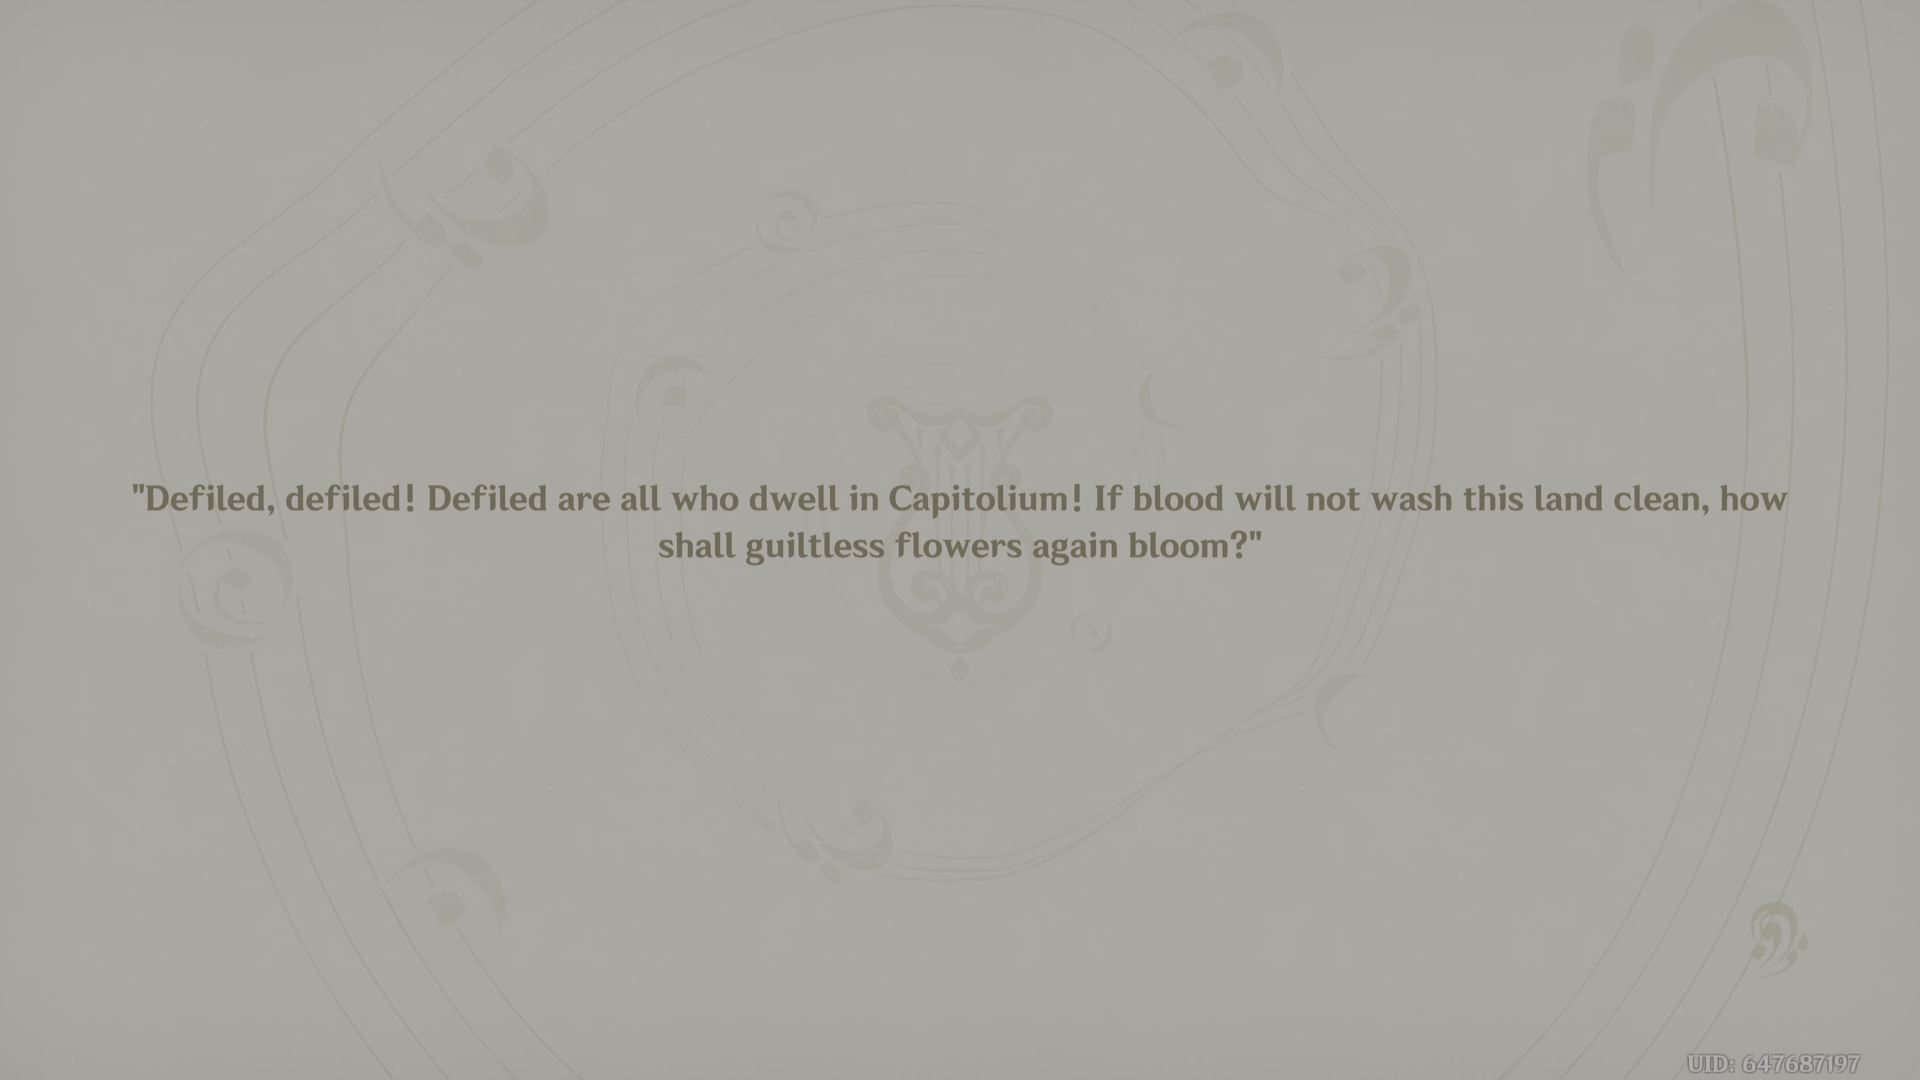 "Defiled, defiled! Defiled are all who dwell in Capitolium! If blood will not wash this land clean, how
shall guiltless flowers again bloom?"
UID: 647687197